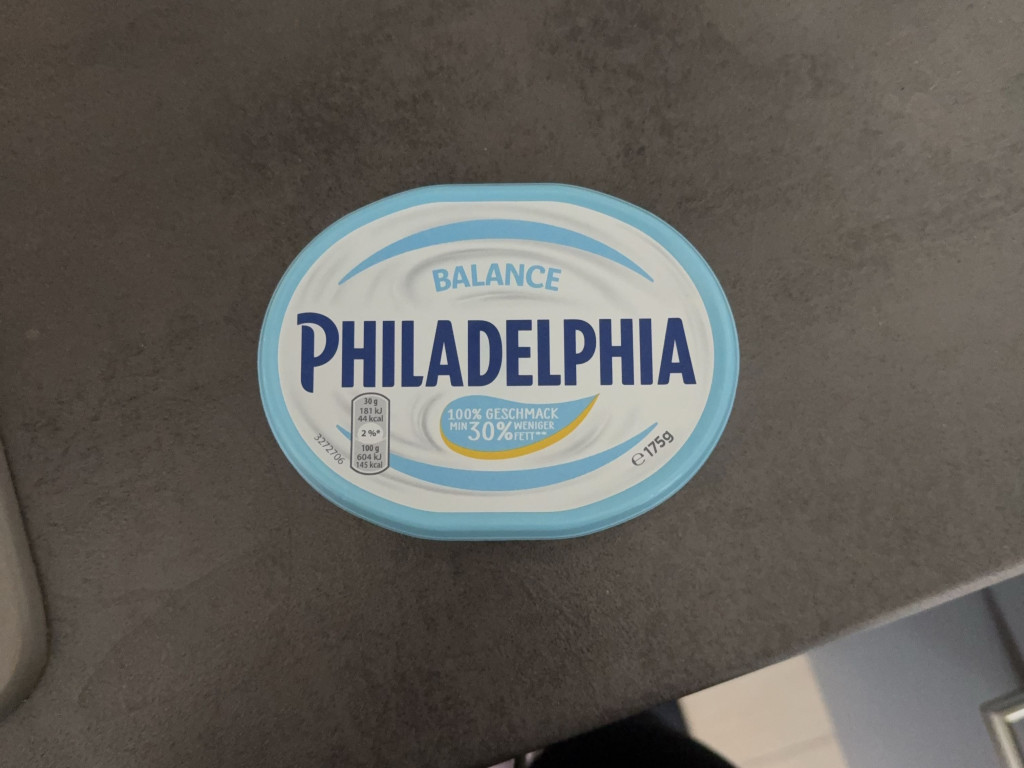 BALANCE
PHILADELPHIA
30 g
181 kJ
44 kcal
2 %*
100 g
604 kJ
145 kcal
3272706
100% GESCHMACK
MIN 30% WENIGER
FETT**
e 175g